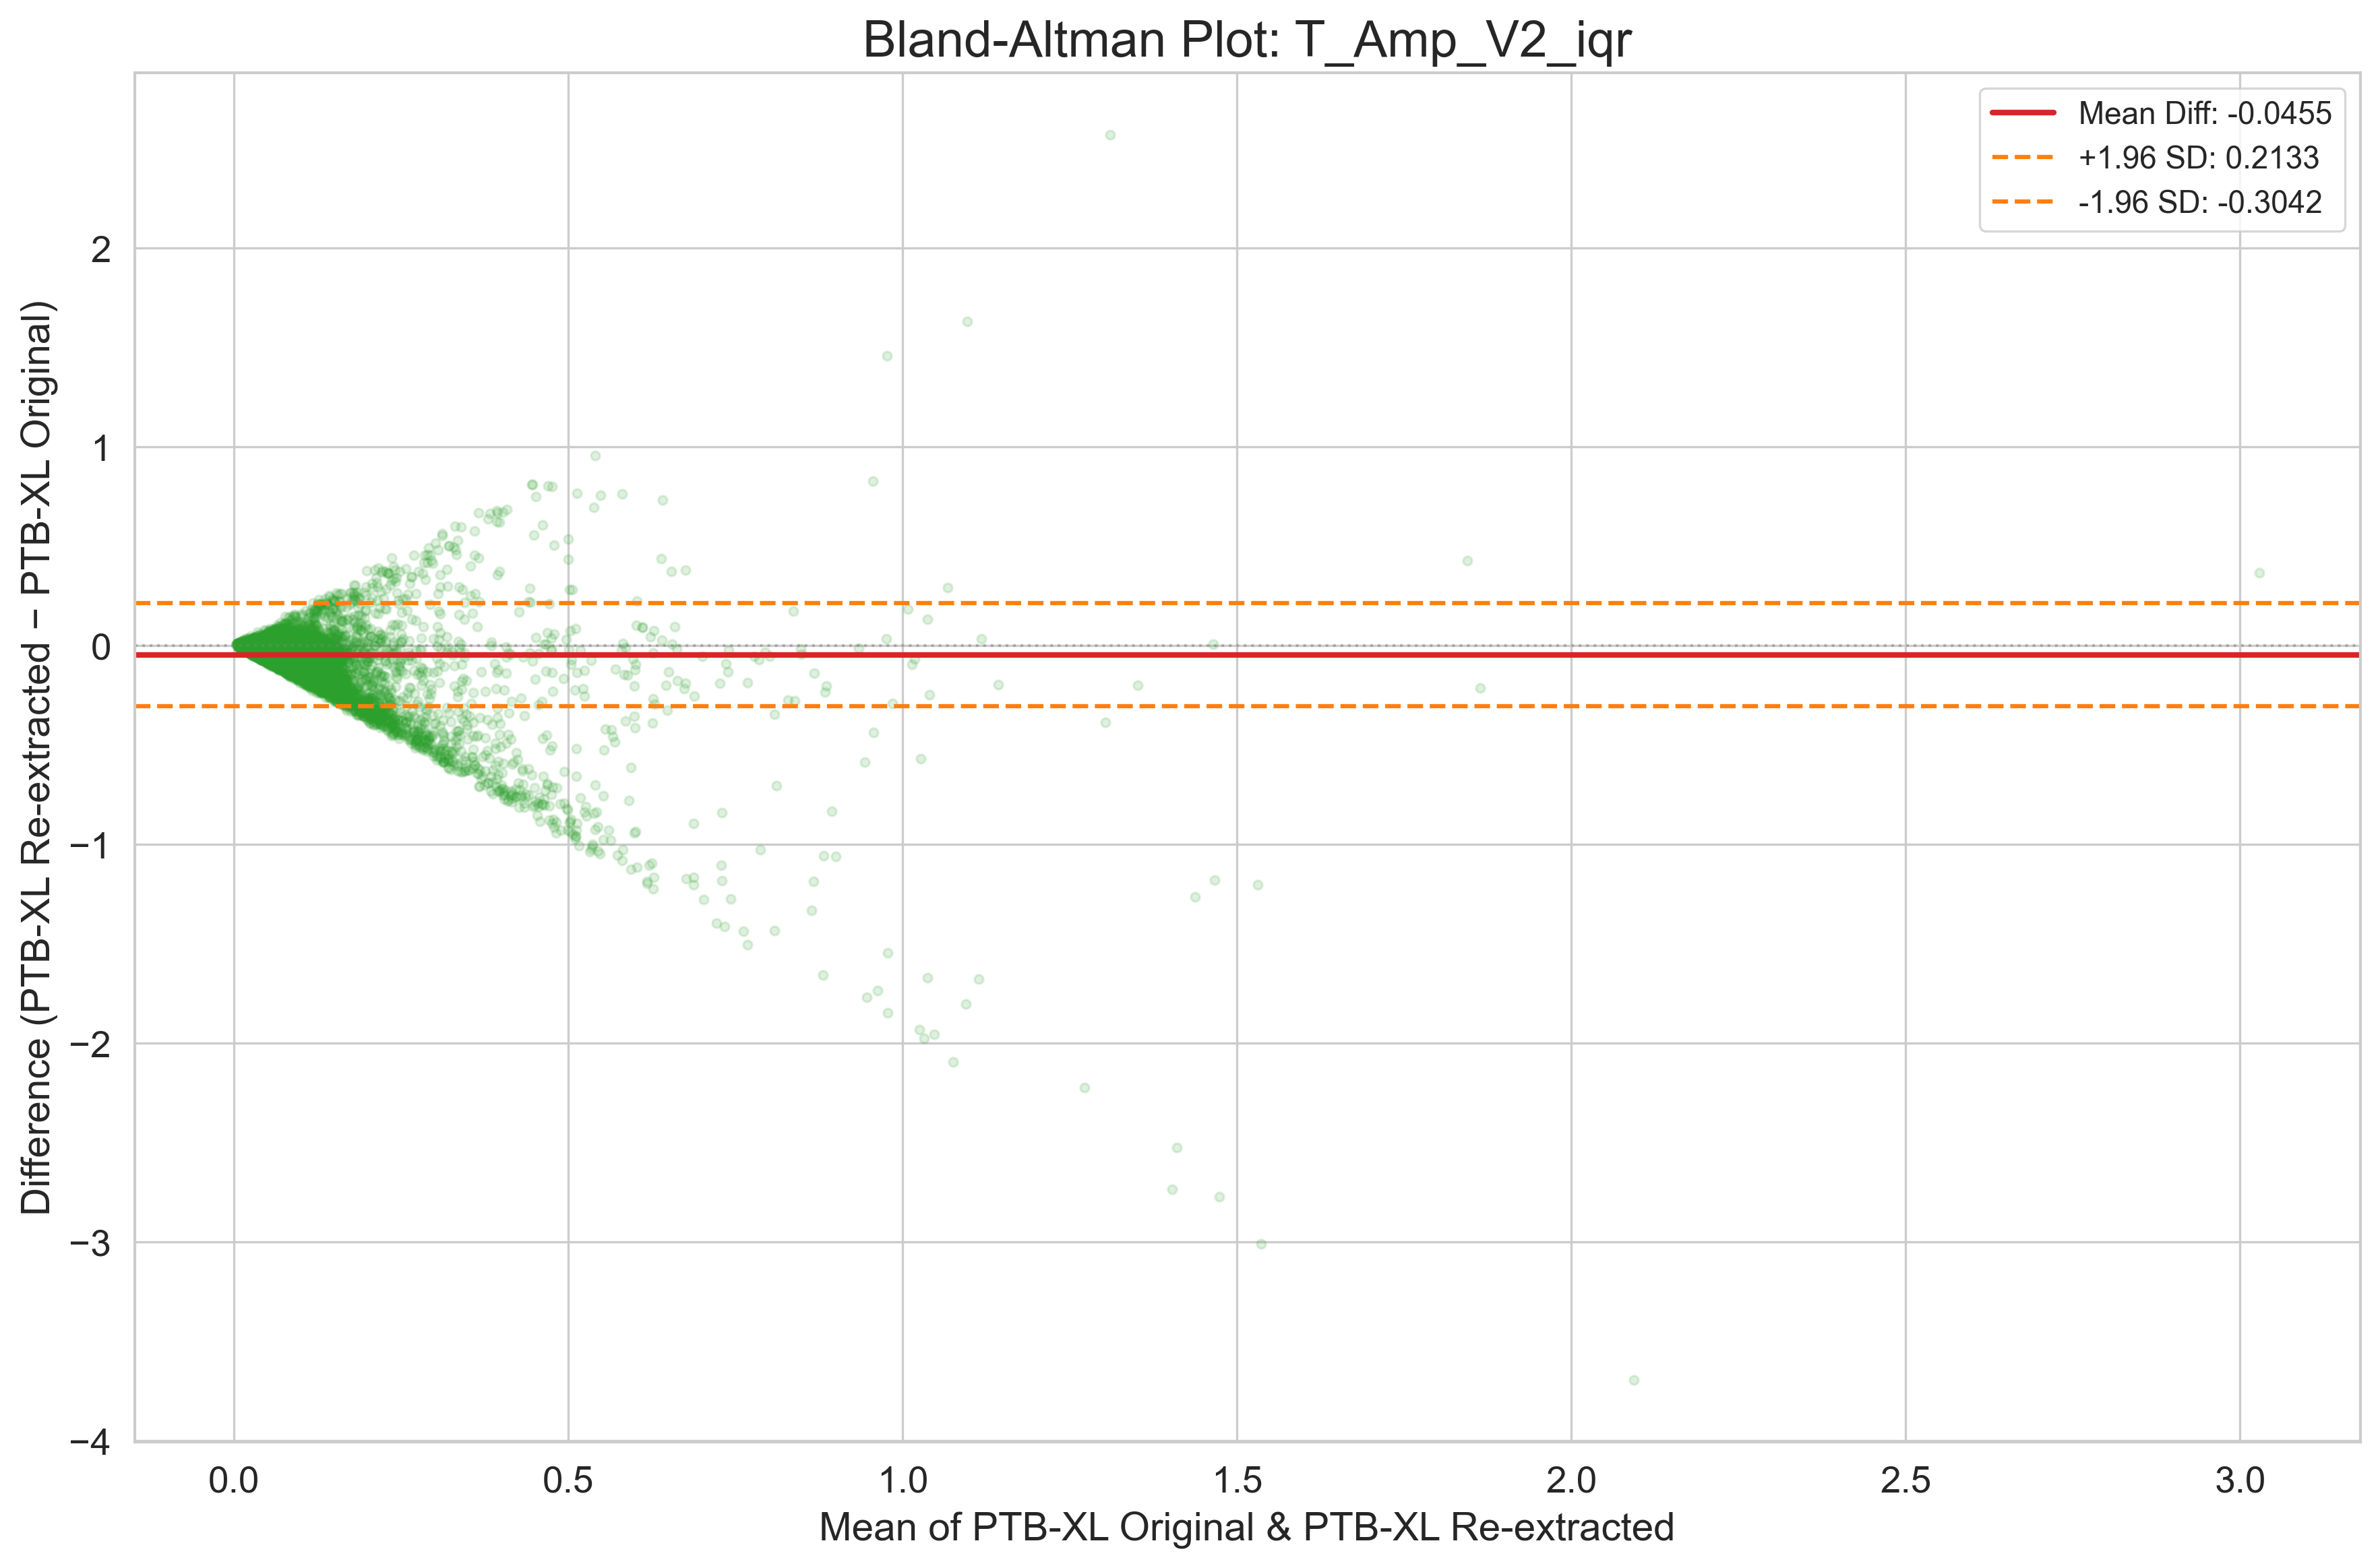 Bland-Altman Plot: T_Amp_V2_iqr
Mean Diff: -0.0455
+1.96 SD: 0.2133
-1.96 SD: -0.3042
Difference (PTB-XL Re-extracted − PTB-XL Original)
2
1
0
−1
−2
−3
−4
0.0 0.5 1.0 1.5 2.0 2.5 3.0
Mean of PTB-XL Original & PTB-XL Re-extracted